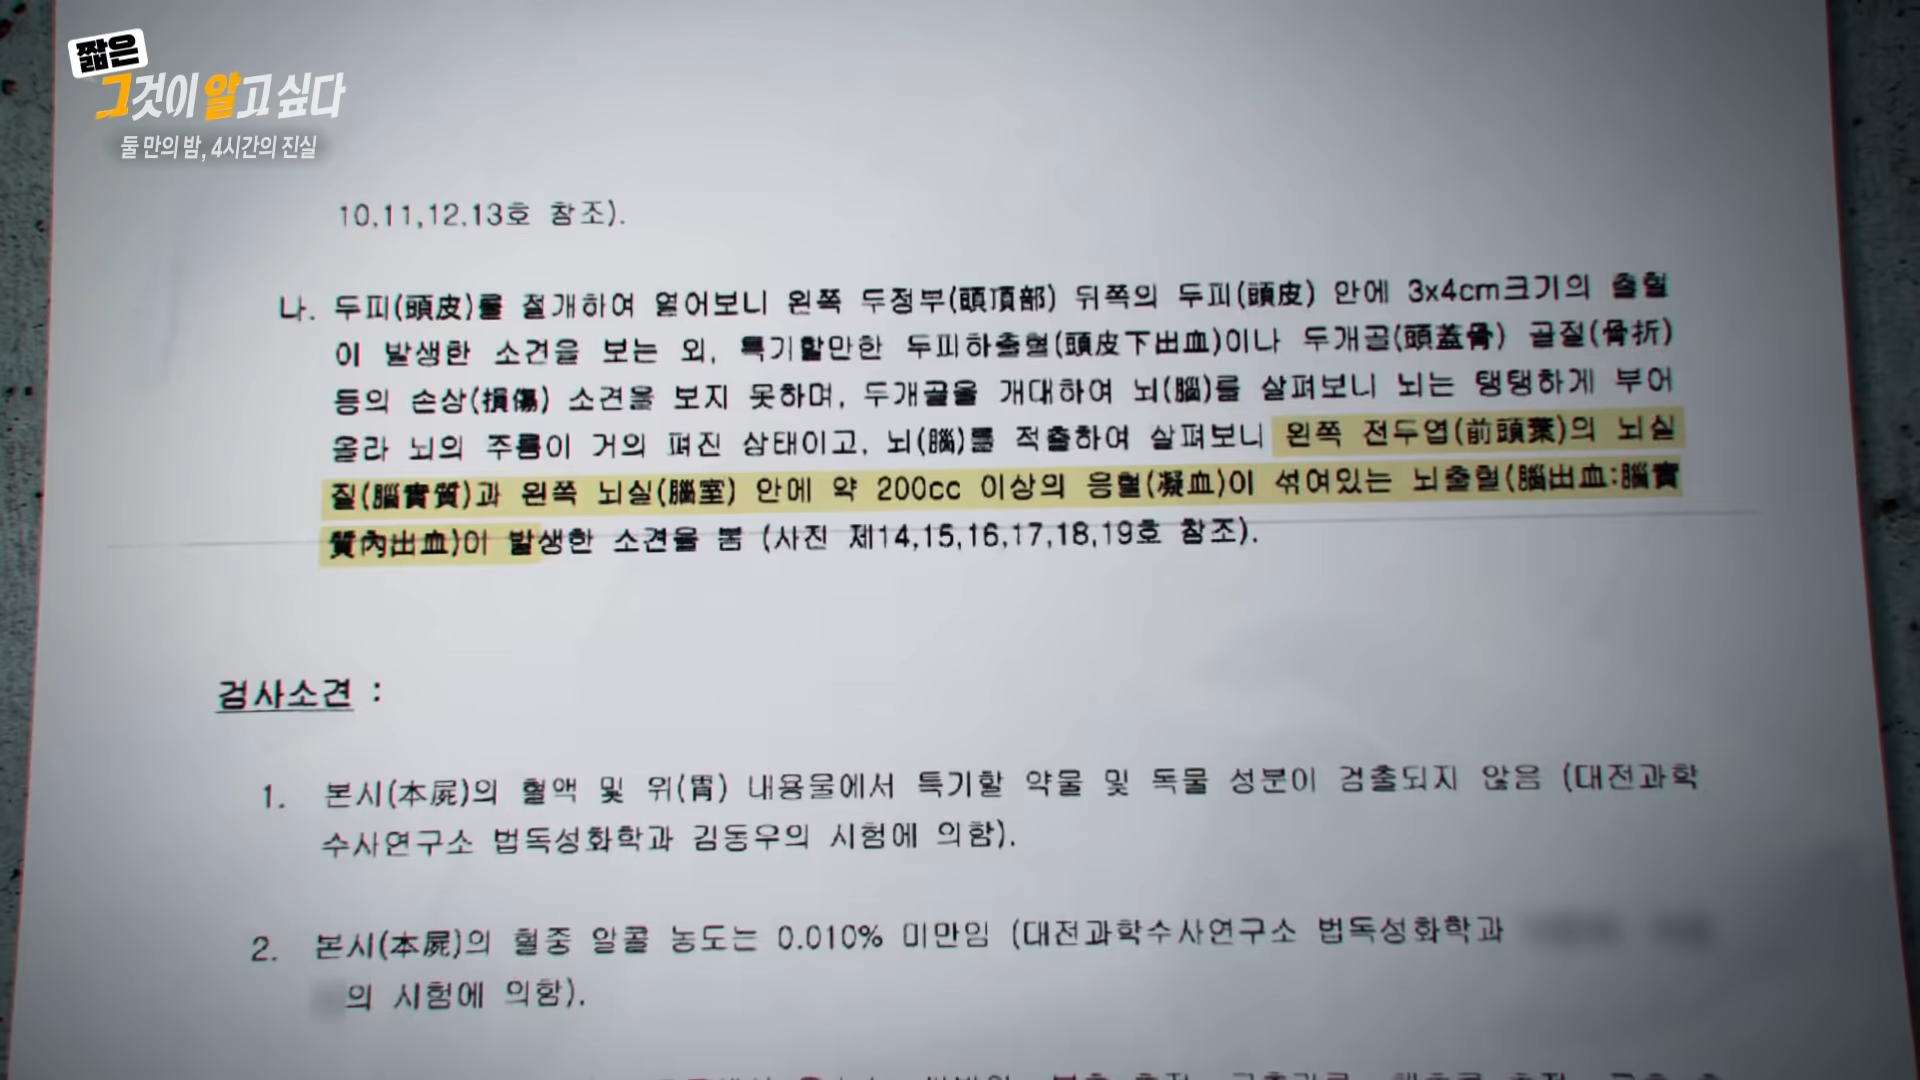 짧은
그것이 알고 싶다
둘 만의 밤, 4시간의 진실
10,11,12,13호 참조).
나. 두피(頭皮)를 절개하여 열어보니 왼쪽 두정부(頭頂部) 뒤쪽의 두피(頭皮) 안에 3x4cm크기의 출혈
이 발생한 소견을 보는 외, 특기할만한 두피하출혈(頭皮下出血)이나 두개골(頭蓋骨) 골절(骨折)
등의 손상(損傷) 소견을 보지 못하며, 두개골을 개대하여 뇌(腦)를 살펴보니 뇌는 탱탱하게 부어
올라 뇌의 주름이 거의 펴진 상태이고, 뇌(腦)를 적출하여 살펴보니 왼쪽 전두엽(前頭葉)의 뇌실
질(腦實質)과 왼쪽 뇌실(腦室) 안에 약 200cc 이상의 응혈(凝血)이 섞여있는 뇌출혈(腦出血:腦實
質內出血)이 발생한 소견을 봄 (사진 제14,15,16,17,18,19호 참조).
검사소견 :
1. 본시(本屍)의 혈액 및 위(胃) 내용물에서 특기할 약물 및 독물 성분이 검출되지 않음 (대전과학
수사연구소 법독성화학과 김동우의 시험에 의함).
2. 본시(本屍)의 혈중 알콜 농도는 0.010% 미만임 (대전과학수사연구소 법독성화학과
의 시험에 의함).